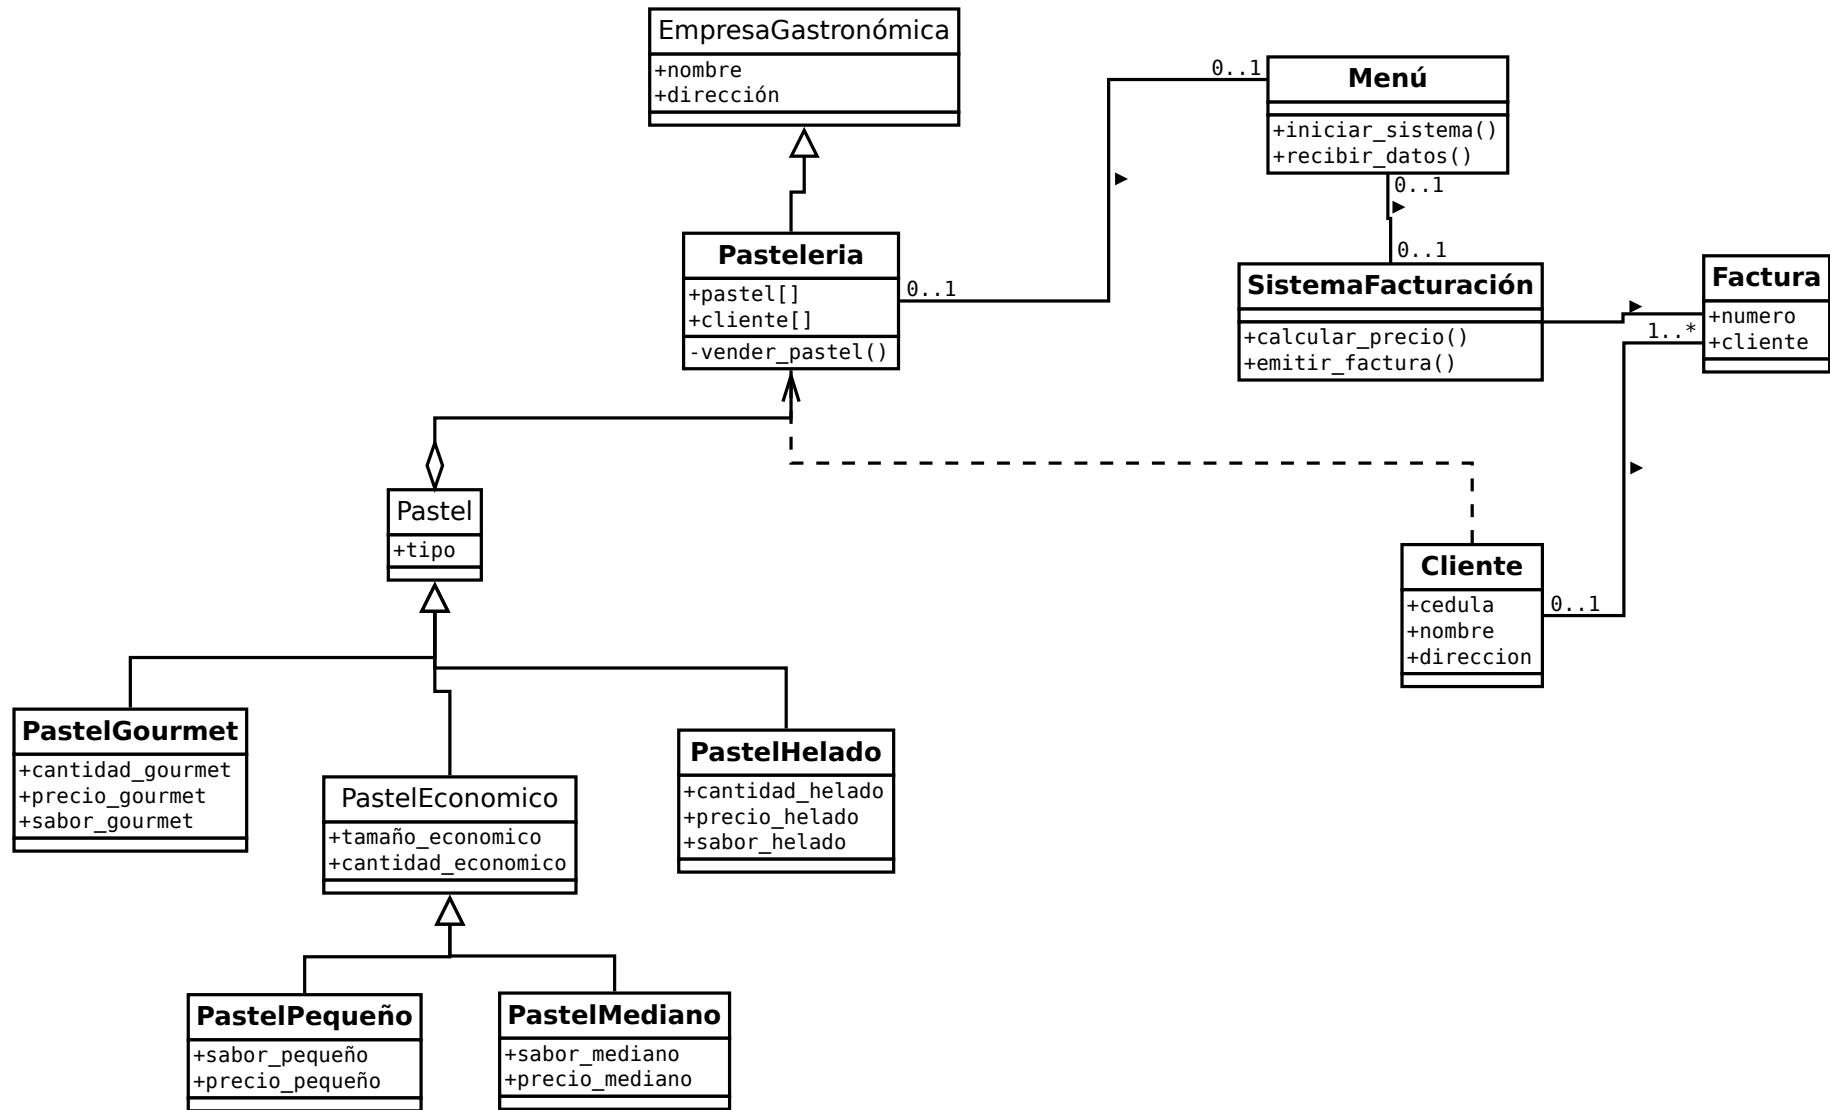 EmpresaGastronómica
+nombre
+dirección
0..1
Menú
+iniciar_sistema()
+recibir_datos()
0..1
Pasteleria
+pastel[]
+cliente[]
-vender_pastel()
0..1
0..1
SistemaFacturación
+calcular_precio()
+emitir_factura()
Factura
+numero
+cliente
1..*
Pastel
+tipo
Cliente
+cedula
+nombre
+direccion
0..1
PastelGourmet
+cantidad_gourmet
+precio_gourmet
+sabor_gourmet
PastelEconomico
+tamaño_economico
+cantidad_economico
PastelHelado
+cantidad_helado
+precio_helado
+sabor_helado
PastelPequeño
+sabor_pequeño
+precio_pequeño
PastelMediano
+sabor_mediano
+precio_mediano